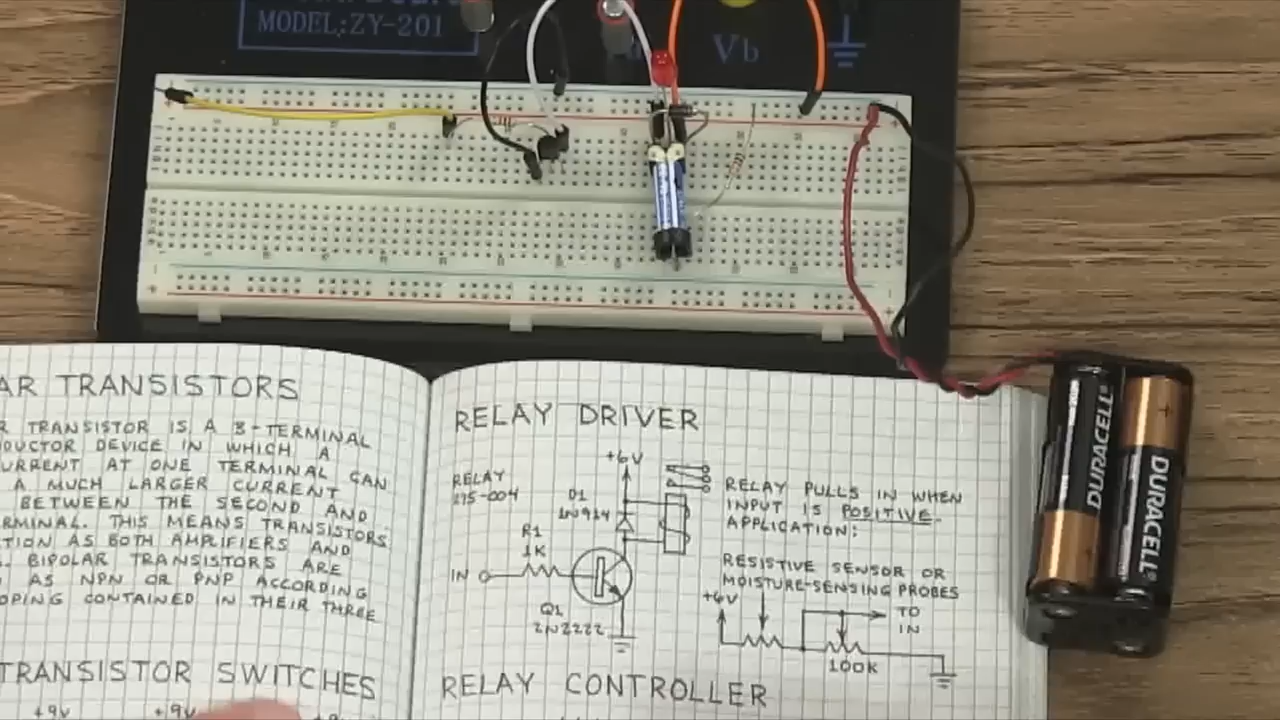 MODEL:ZY-201
Vb
AR TRANSISTORS
R TRANSISTOR IS A 3-TERMINAL
DUCTOR DEVICE IN WHICH A
URRENT AT ONE TERMINAL CAN
A MUCH LARGER CURRENT
BETWEEN THE SECOND AND
RMINAL. THIS MEANS TRANSISTORS
TION AS BOTH AMPLIFIERS AND
. BIPOLAR TRANSISTORS ARE
AS NPN OR PNP ACCORDING
OPING CONTAINED IN THEIR THREE
TRANSISTOR SWITCHES
+9V
+9V
RELAY DRIVER
+6V
RELAY
275-004
D1
1N914
R1
1K
IN
Q1
2N2222
RELAY PULLS IN WHEN
INPUT IS POSITIVE.
APPLICATION:
RESISTIVE SENSOR OR
MOISTURE-SENSING PROBES
+6V
TO
IN
100K
RELAY CONTROLLER
DURACELL
DURACELL